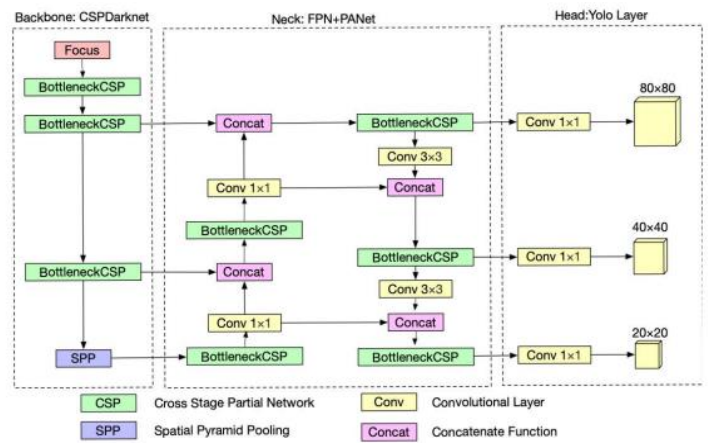 Backbone: CSPDarknet
Neck: FPN+PANet
Head:Yolo Layer
Focus
BottleneckCSP
BottleneckCSP
Concat
BottleneckCSP
Conv 1×1
80×80
Conv 3×3
Conv 1×1
Concat
BottleneckCSP
BottleneckCSP
Conv 1×1
40×40
BottleneckCSP
Concat
Conv 3×3
Conv 1×1
Concat
SPP
BottleneckCSP
BottleneckCSP
Conv 1×1
20×20
CSP
Cross Stage Partial Network
Conv
Convolutional Layer
SPP
Spatial Pyramid Pooling
Concat
Concatenate Function